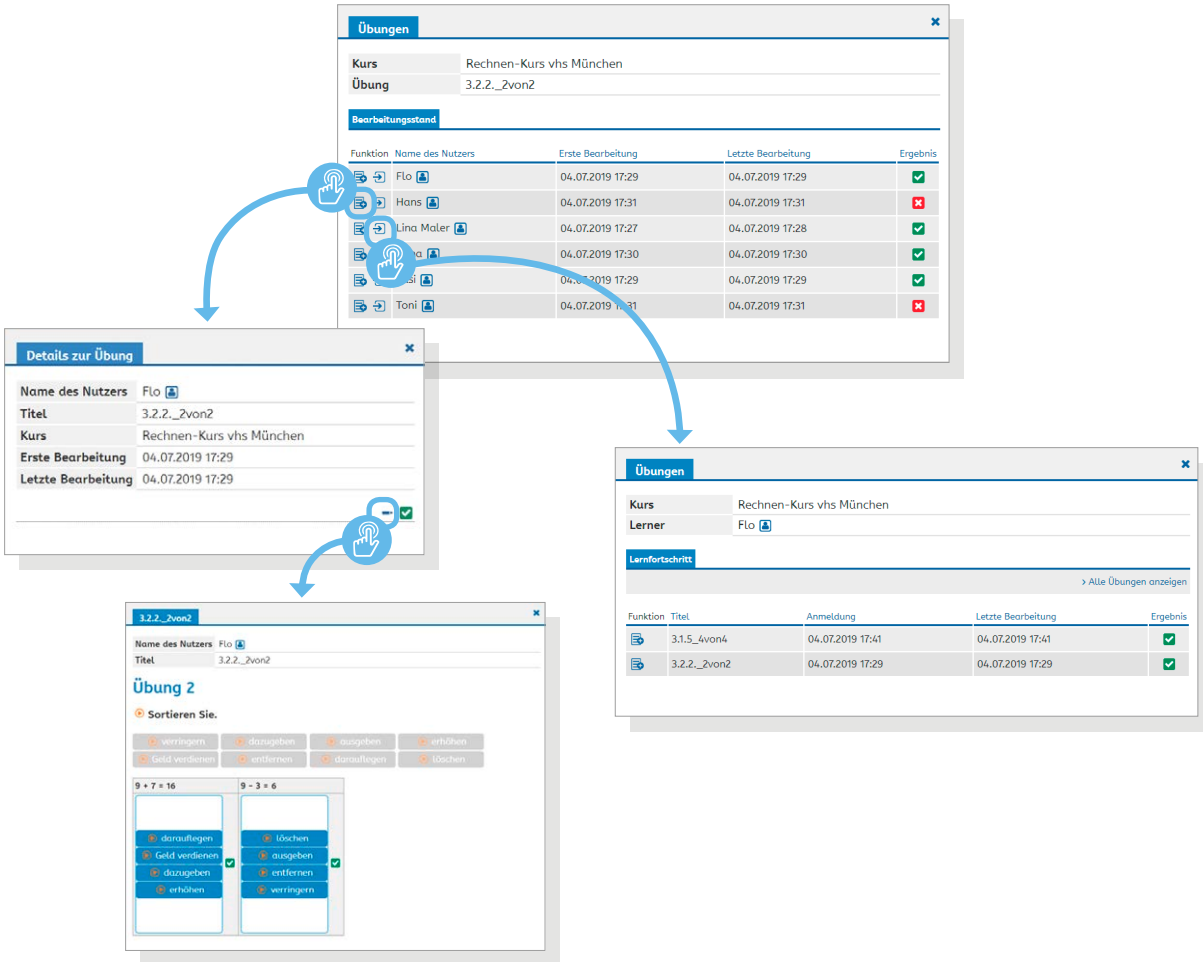 Übungen
Kurs Rechnen-Kurs vhs München
Übung 3.2.2._2von2
Bearbeitungsstand
Funktion Name des Nutzers Erste Bearbeitung Letzte Bearbeitung Ergebnis
Flo 04.07.2019 17:29 04.07.2019 17:29
Hans 04.07.2019 17:31 04.07.2019 17:31
Lina Maler 04.07.2019 17:27 04.07.2019 17:28
04.07.2019 17:30 04.07.2019 17:30
04.07.2019 17:29 04.07.2019 17:29
Toni 04.07.2019 17:31 04.07.2019 17:31
Details zur Übung
Name des Nutzers Flo
Titel 3.2.2._2von2
Kurs Rechnen-Kurs vhs München
Erste Bearbeitung 04.07.2019 17:29
Letzte Bearbeitung 04.07.2019 17:29
Übungen
Kurs Rechnen-Kurs vhs München
Lerner Flo
Lernfortschritt
› Alle Übungen anzeigen
Funktion Titel Anmeldung Letzte Bearbeitung Ergebnis
3.1.5_4von4 04.07.2019 17:41 04.07.2019 17:41
3.2.2._2von2 04.07.2019 17:29 04.07.2019 17:29
3.2.2._2von2
Name des Nutzers Flo
Titel 3.2.2._2von2
Übung 2
Sortieren Sie.
verringern dazugeben ausgeben erhöhen
Geld verdienen entfernen darauflegen löschen
9 + 7 = 16 9 - 3 = 6
darauflegen löschen
Geld verdienen ausgeben
dazugeben entfernen
erhöhen verringern